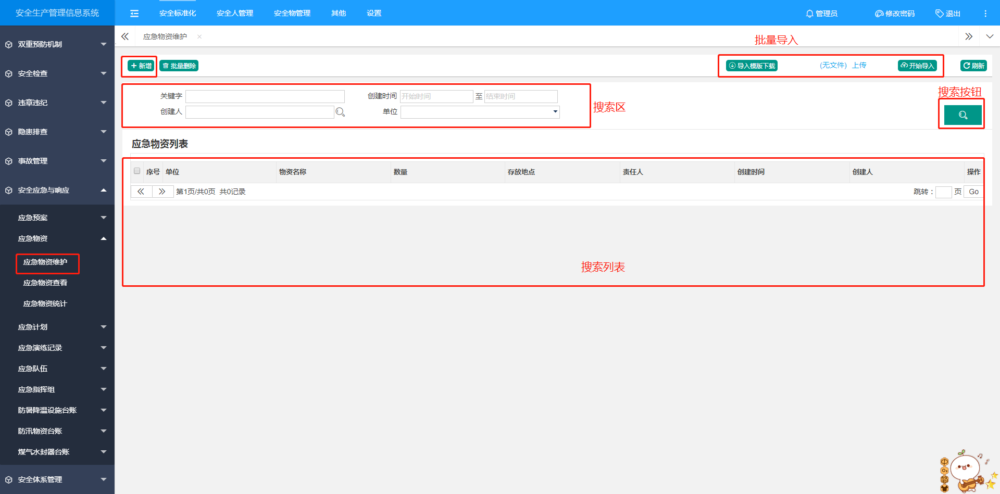 安全生产管理信息系统
安全标准化 安全人管理 安全物管理 其他 设置
管理员 修改密码 退出
双重预防机制
安全检查
违章违纪
隐患排查
事故管理
安全应急与响应
应急预案
应急物资
应急物资维护
应急物资查看
应急物资统计
应急计划
应急演练记录
应急队伍
应急指挥组
防暑降温设施台账
防汛物资台账
煤气水封器台账
安全体系管理
应急物资维护
批量导入
新增 批量删除 导入模版下载 (无文件) 上传 开始导入 刷新
关键字 创建时间 开始时间 至 结束时间
创建人 单位
搜索区
搜索按钮
应急物资列表
序号 单位 物资名称 数量 存放地点 责任人 创建时间 创建人 操作
第1页/共0页 共0记录 跳转： 页 Go
搜索列表
中
简